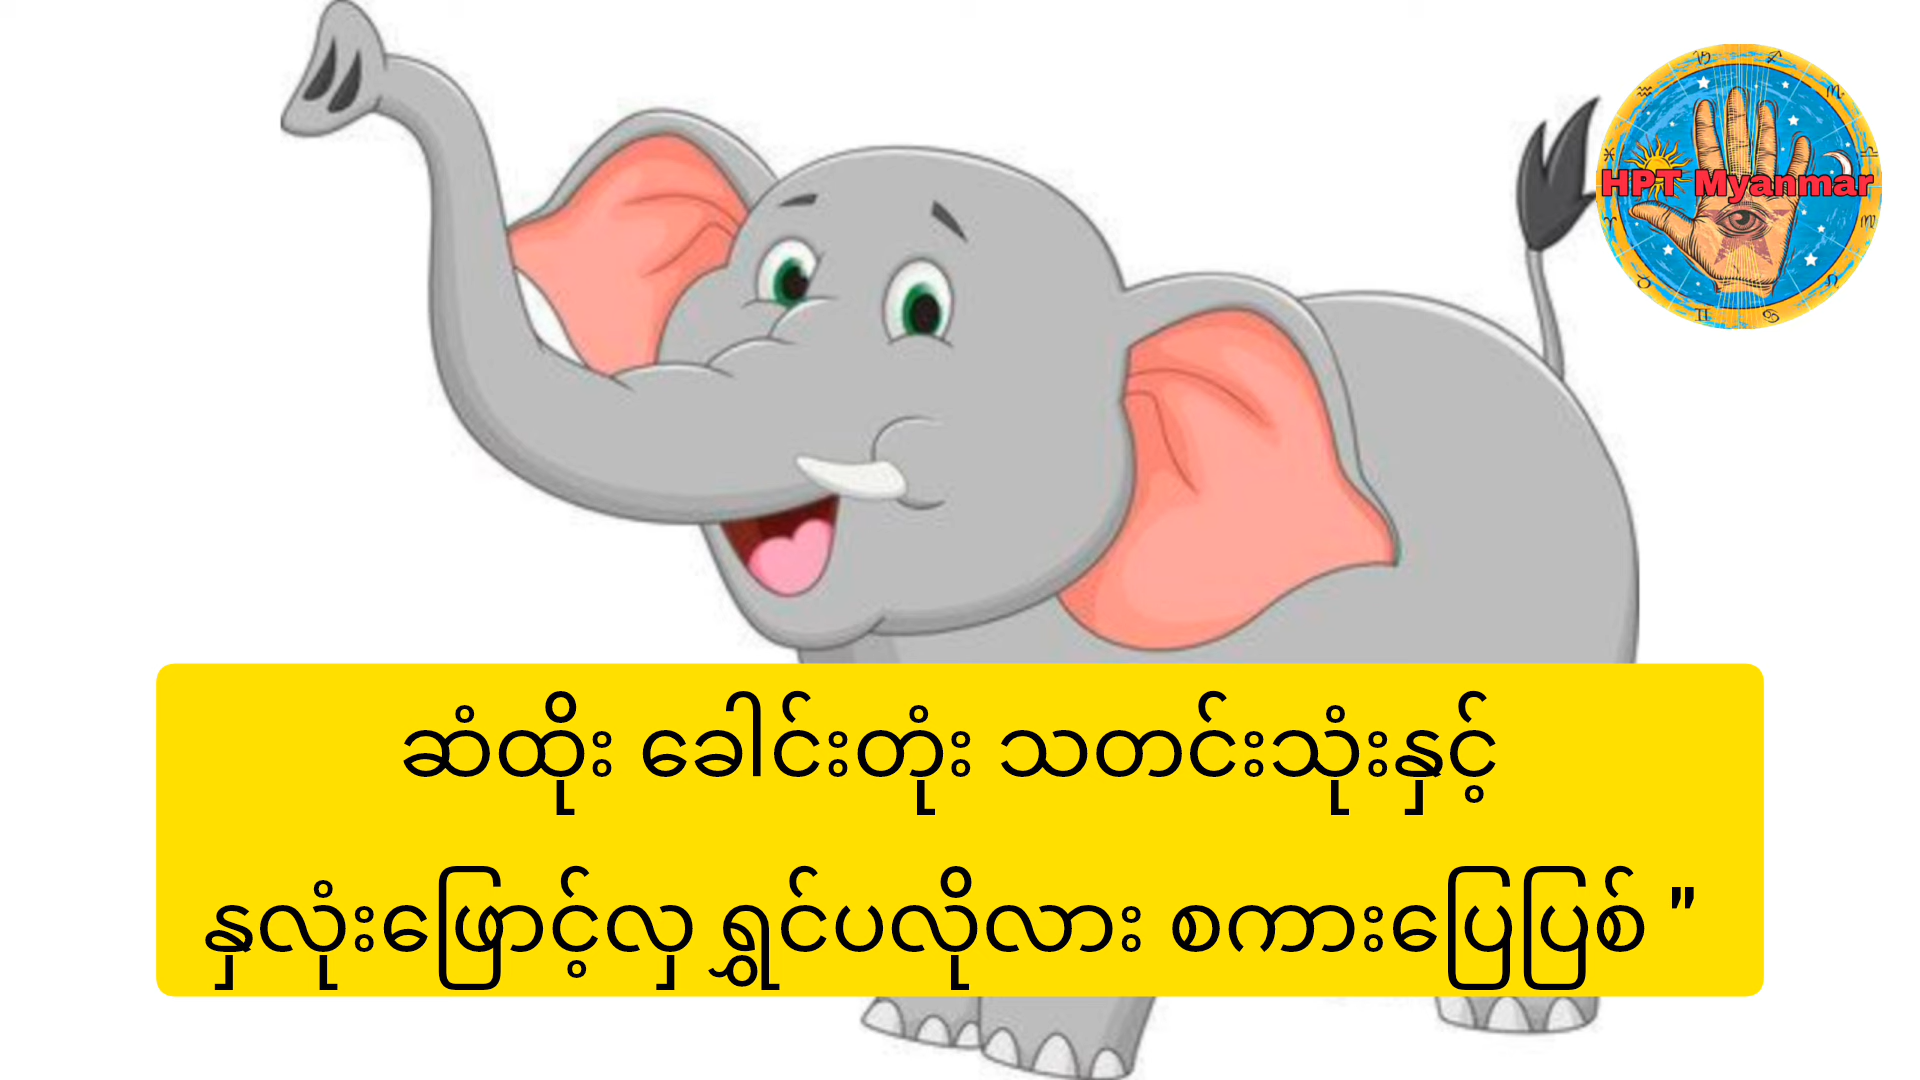 HPT Myanmar
ဆံထိုး ခေါင်းတုံး သတင်းသုံးနှင့်
နှလုံးဖြောင့်လှ ရှွင်ပလိုလား စကားပြေပြစ် "